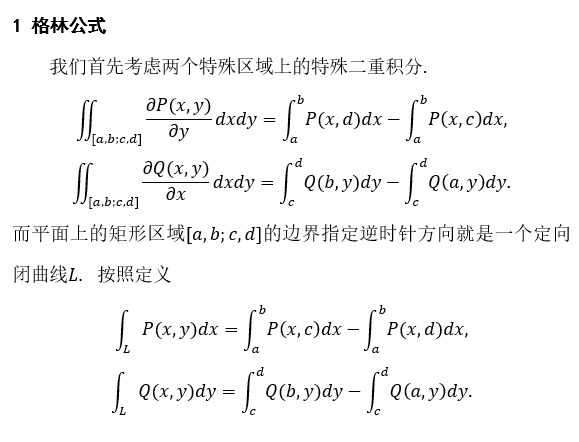 1 格林公式
我们首先考虑两个特殊区域上的特殊二重积分.
∬_[a,b;c,d] ∂P(x,y)/∂y dxdy = ∫_a^b P(x,d)dx − ∫_a^b P(x,c)dx,
∬_[a,b;c,d] ∂Q(x,y)/∂x dxdy = ∫_c^d Q(b,y)dy − ∫_c^d Q(a,y)dy.
而平面上的矩形区域[a,b;c,d]的边界指定逆时针方向就是一个定向
闭曲线L. 按照定义
∫_L P(x,y)dx = ∫_a^b P(x,c)dx − ∫_a^b P(x,d)dx,
∫_L Q(x,y)dy = ∫_c^d Q(b,y)dy − ∫_c^d Q(a,y)dy.